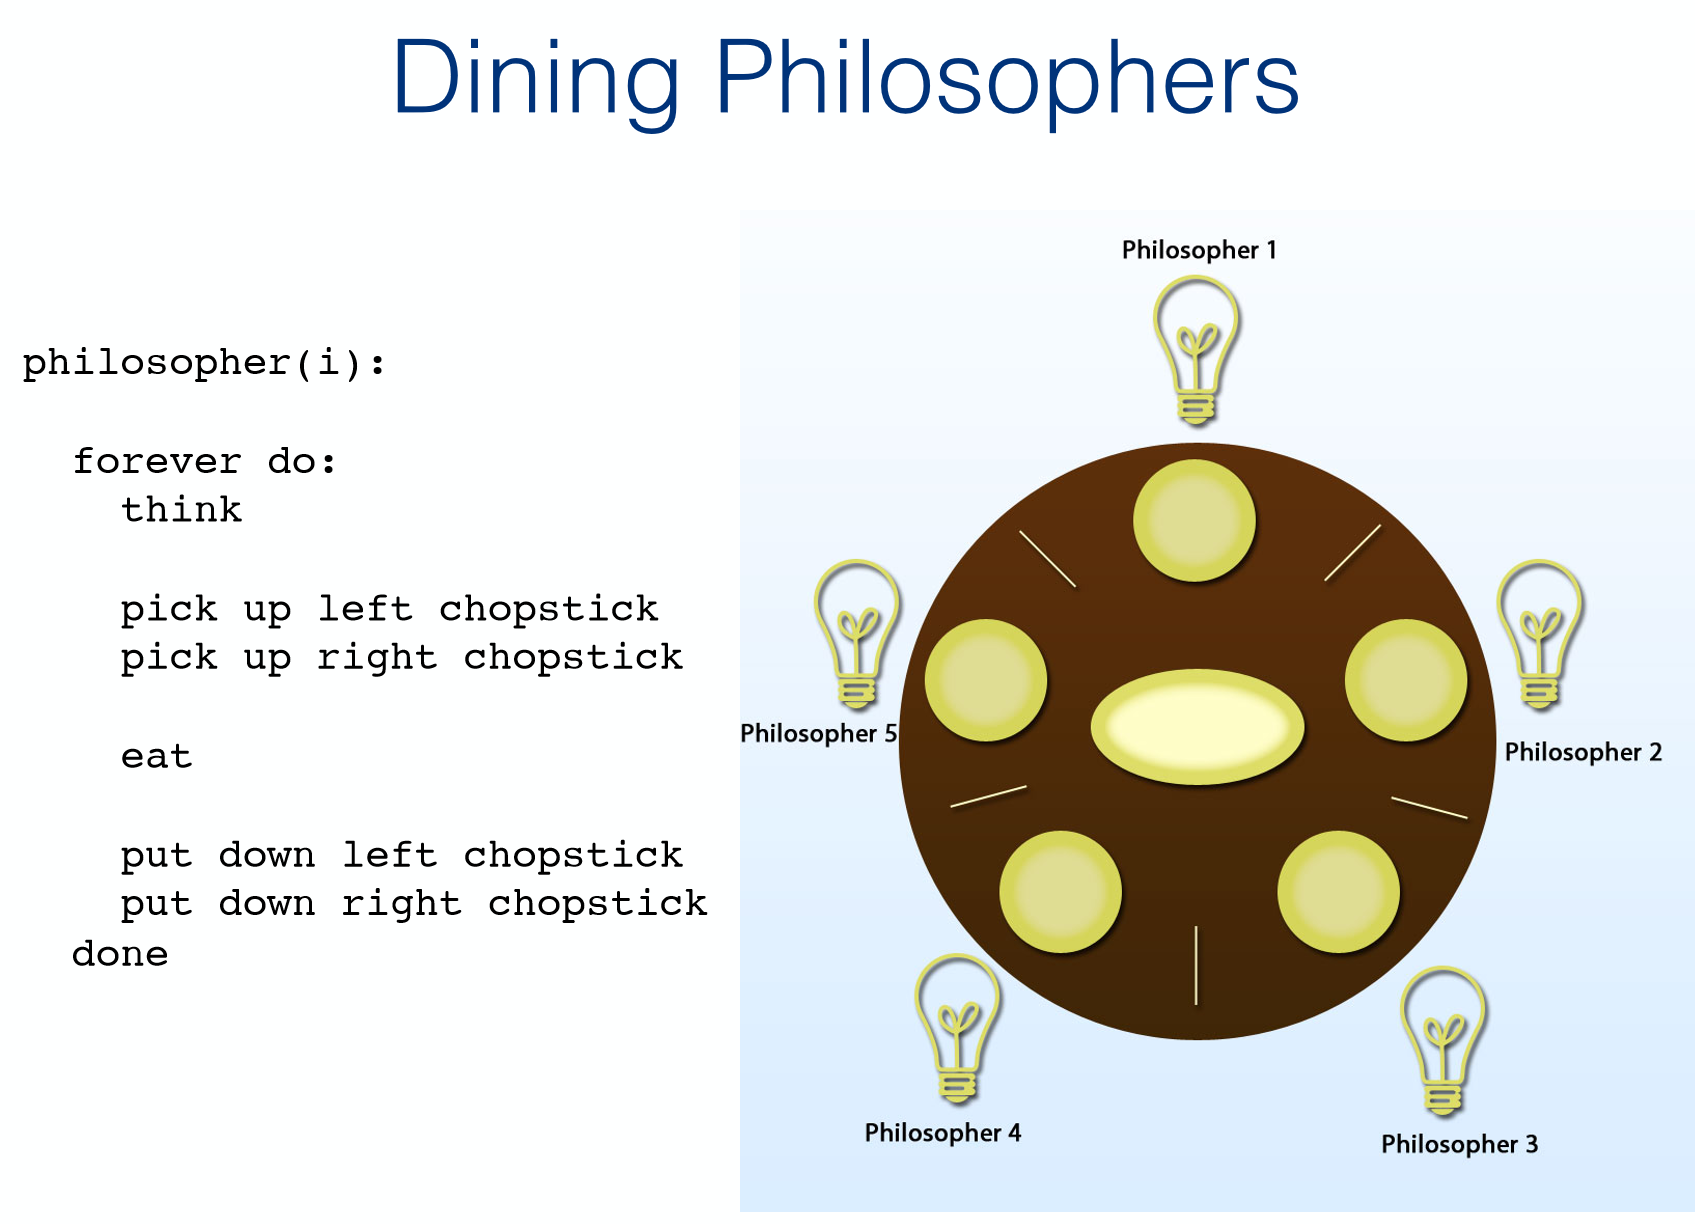 Dining Philosophers
philosopher(i):
forever do:
think
pick up left chopstick
pick up right chopstick
eat
put down left chopstick
put down right chopstick
done
Philosopher 1
Philosopher 5
Philosopher 2
Philosopher 4
Philosopher 3